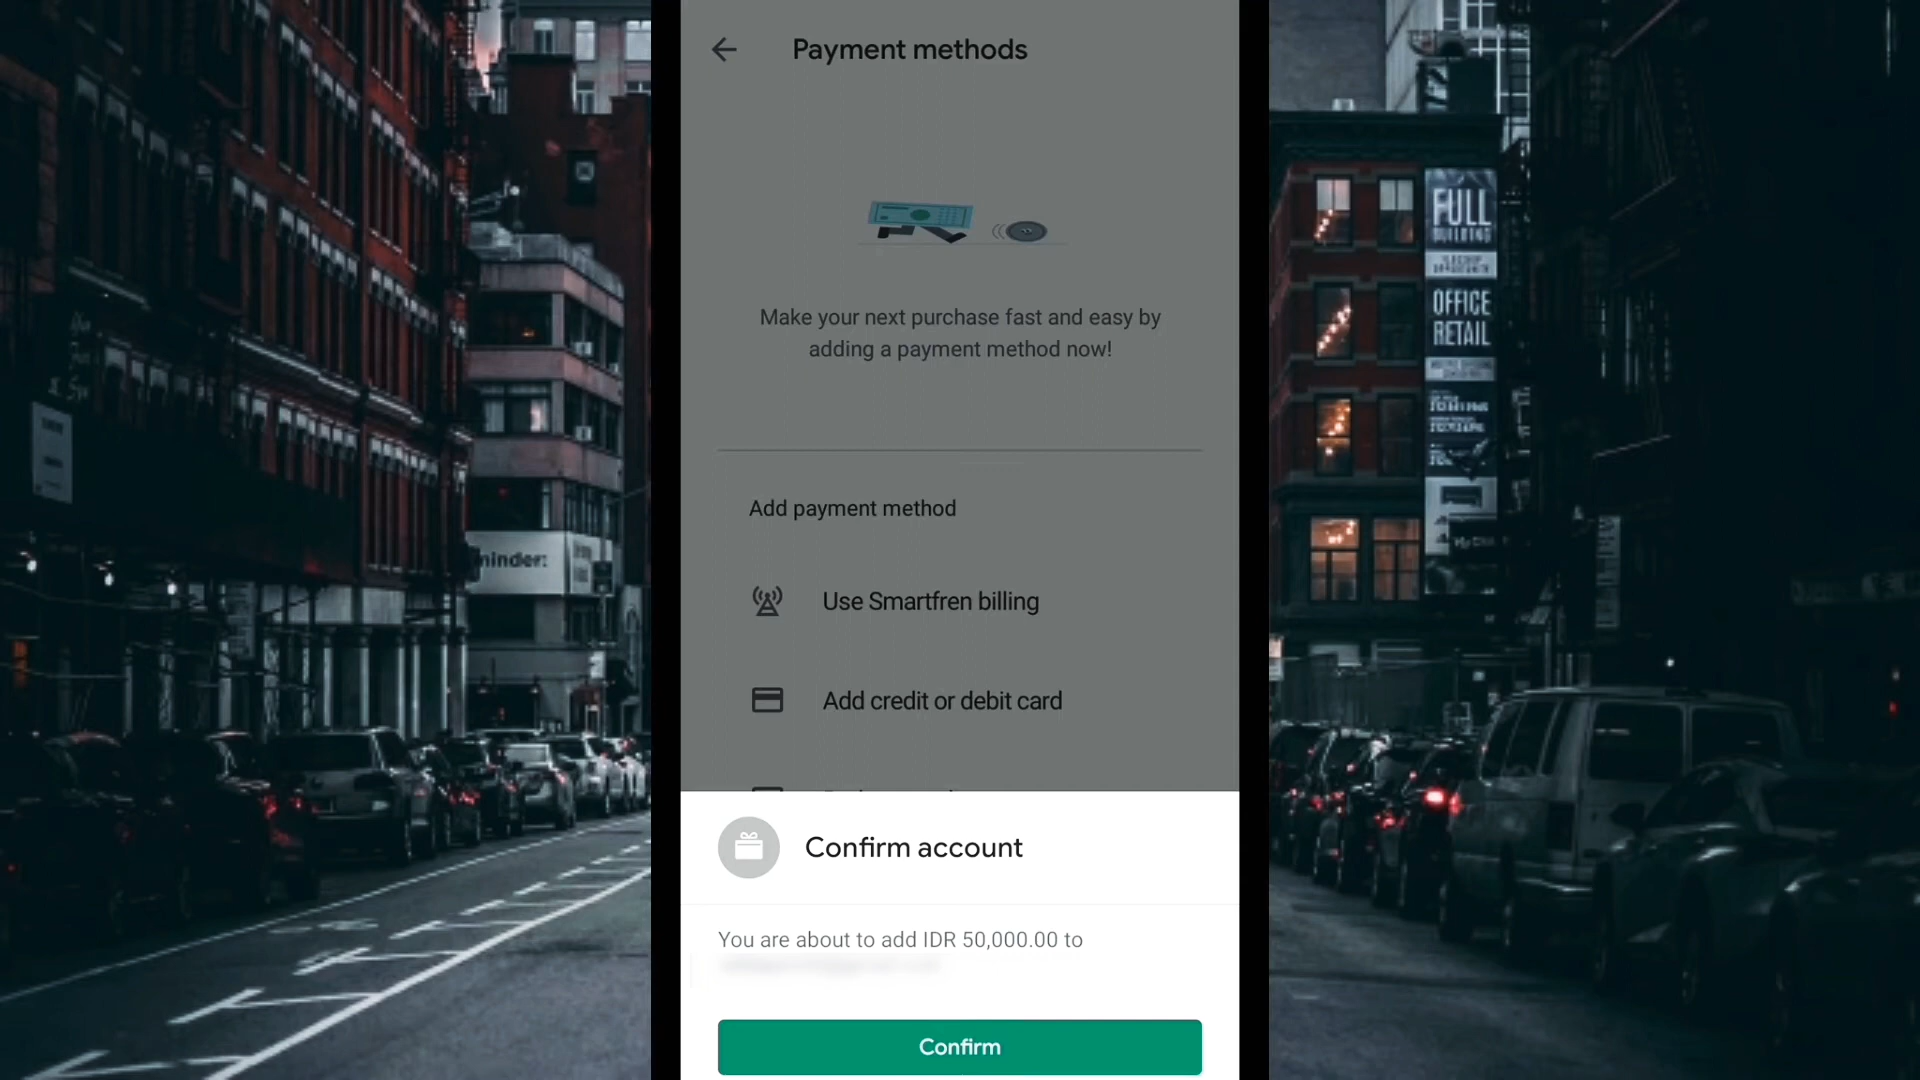 Payment methods
Make your next purchase fast and easy by
adding a payment method now!
Add payment method
Use Smartfren billing
Add credit or debit card
Confirm account
You are about to add IDR 50,000.00 to
Confirm
minder:
FULL
BUILDING
OFFICE
RETAIL